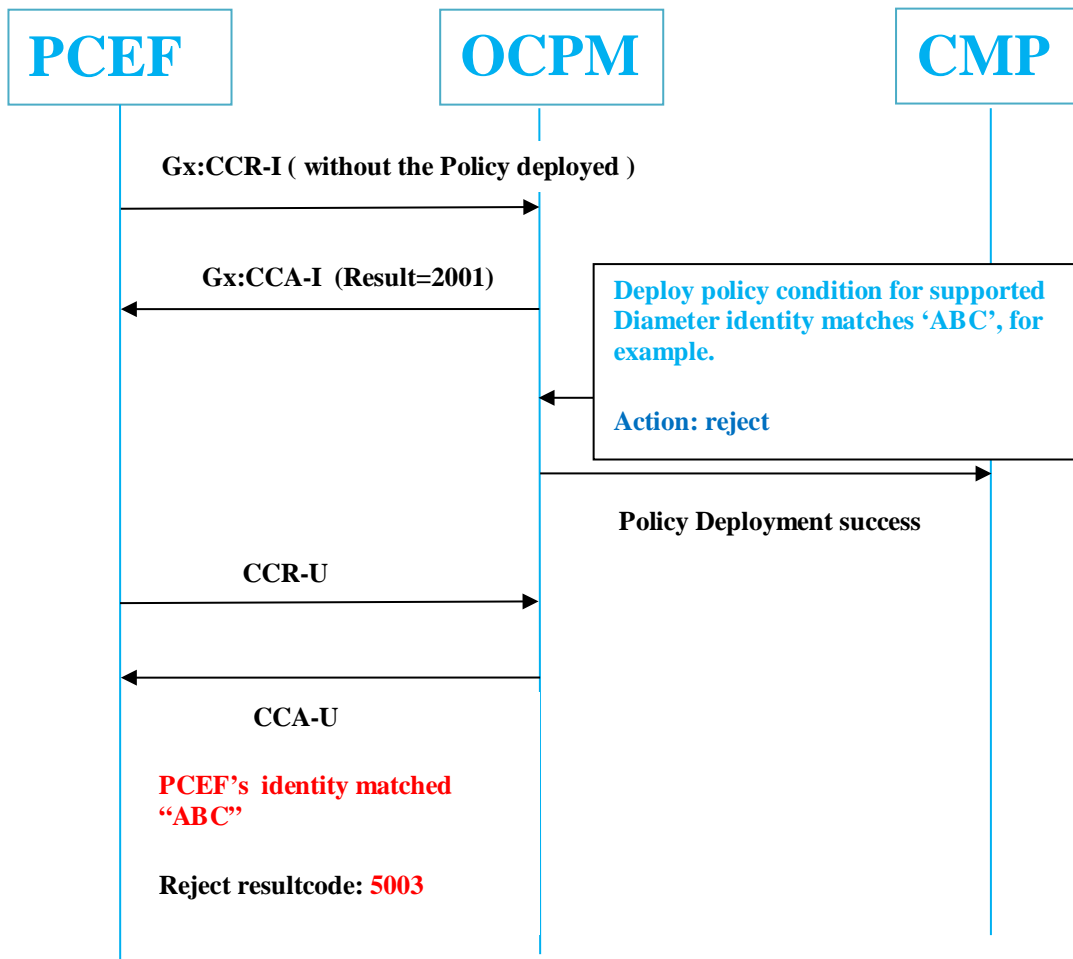 PCEF
OCPM
CMP
Gx:CCR-I ( without the Policy deployed )
Gx:CCA-I  (Result=2001)
Deploy policy condition for supported
Diameter identity matches ‘ABC’, for
example.
Action: reject
Policy Deployment success
CCR-U
CCA-U
PCEF’s  identity matched
“ABC”
Reject resultcode: 5003